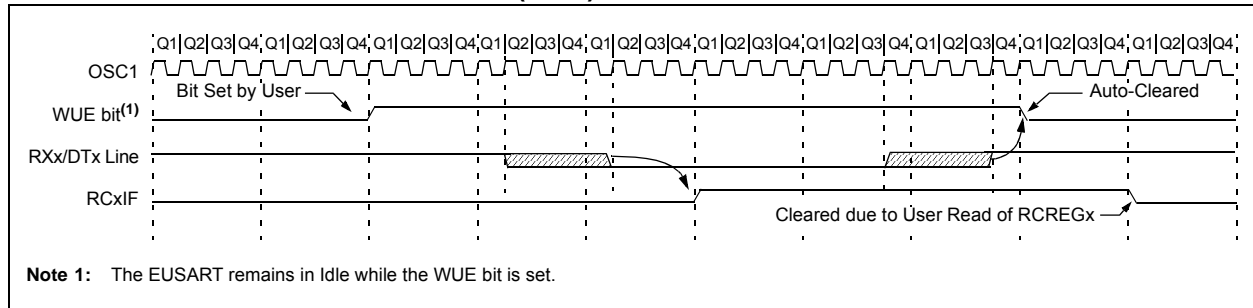 Q1 Q2 Q3 Q4 Q1 Q2 Q3 Q4 Q1 Q2 Q3 Q4 Q1 Q2 Q3 Q4 Q1 Q2 Q3 Q4 Q1 Q2 Q3 Q4 Q1 Q2 Q3 Q4 Q1 Q2 Q3 Q4 Q1 Q2 Q3 Q4 Q1 Q2 Q3 Q4
OSC1
Bit Set by User
Auto-Cleared
WUE bit(1)
RXx/DTx Line
RCxIF
Cleared due to User Read of RCREGx
Note 1: The EUSART remains in Idle while the WUE bit is set.